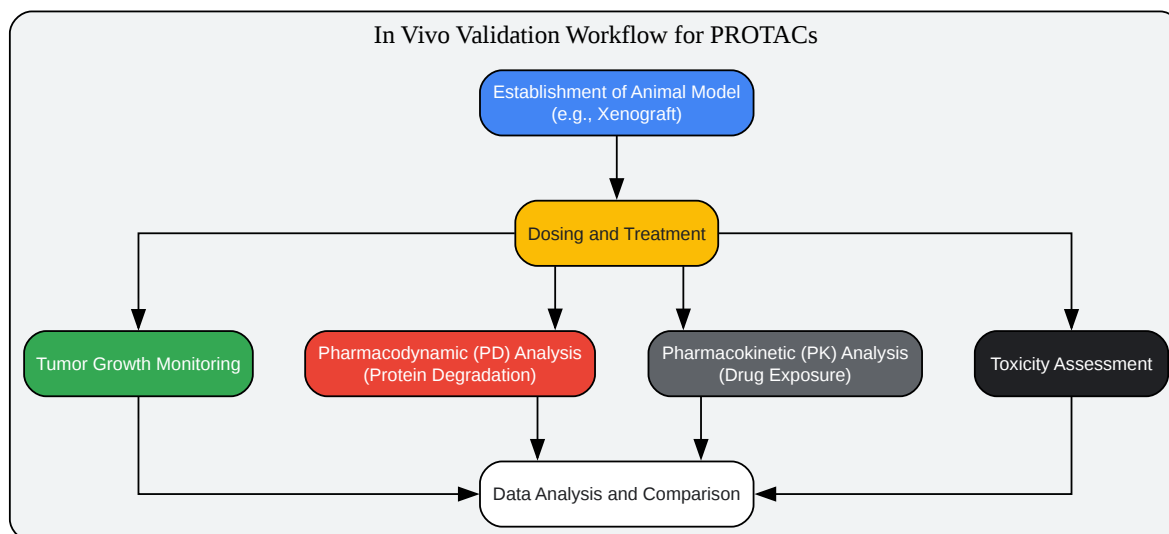 In Vivo Validation Workflow for PROTACs
Establishment of Animal Model
(e.g., Xenograft)
Dosing and Treatment
Tumor Growth Monitoring
Pharmacodynamic (PD) Analysis
(Protein Degradation)
Pharmacokinetic (PK) Analysis
(Drug Exposure)
Toxicity Assessment
Data Analysis and Comparison